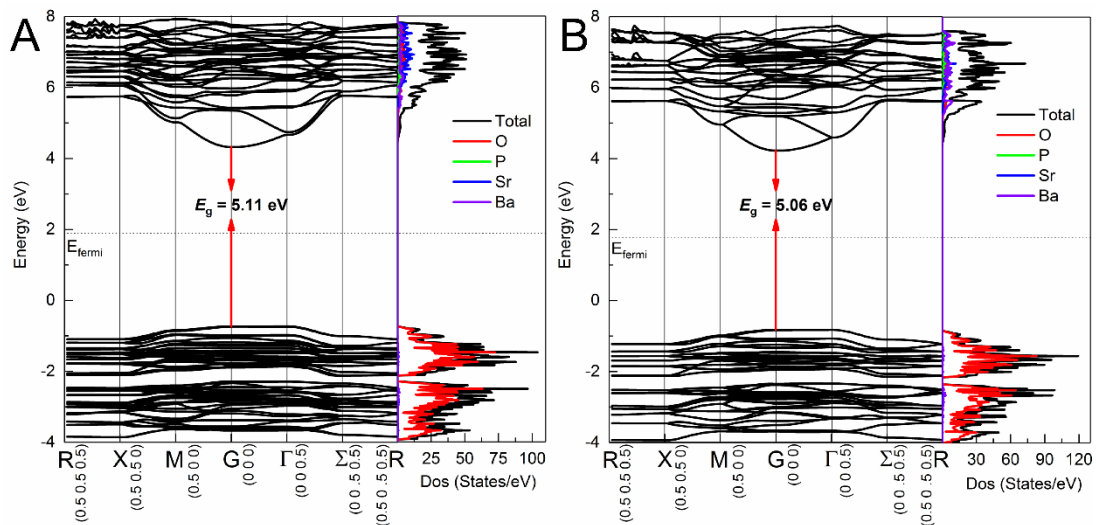 A
8
6
4
2
0
-2
-4
Energy (eV)
Total
O
P
Sr
Ba
Eg = 5.11 eV
Efermi
R X M G Γ Σ R
(0.5 0.5 0.5)
(0.5 0.5 0)
(0.5 0 0)
(0 0 0)
(0 0 0.5)
(0 0 .5 0.5)
(0.5 0.5 0.5)
25 50 75 100
Dos (States/eV)
B
8
6
4
2
0
-2
-4
Energy (eV)
Total
O
P
Sr
Ba
Eg = 5.06 eV
Efermi
R X M G Γ Σ R
(0.5 0.5 0.5)
(0.5 0.5 0)
(0.5 0 0)
(0 0 0)
(0 0 0.5)
(0 0 .5 0.5)
(0.5 0.5 0.5)
30 60 90 120
Dos (States/eV)